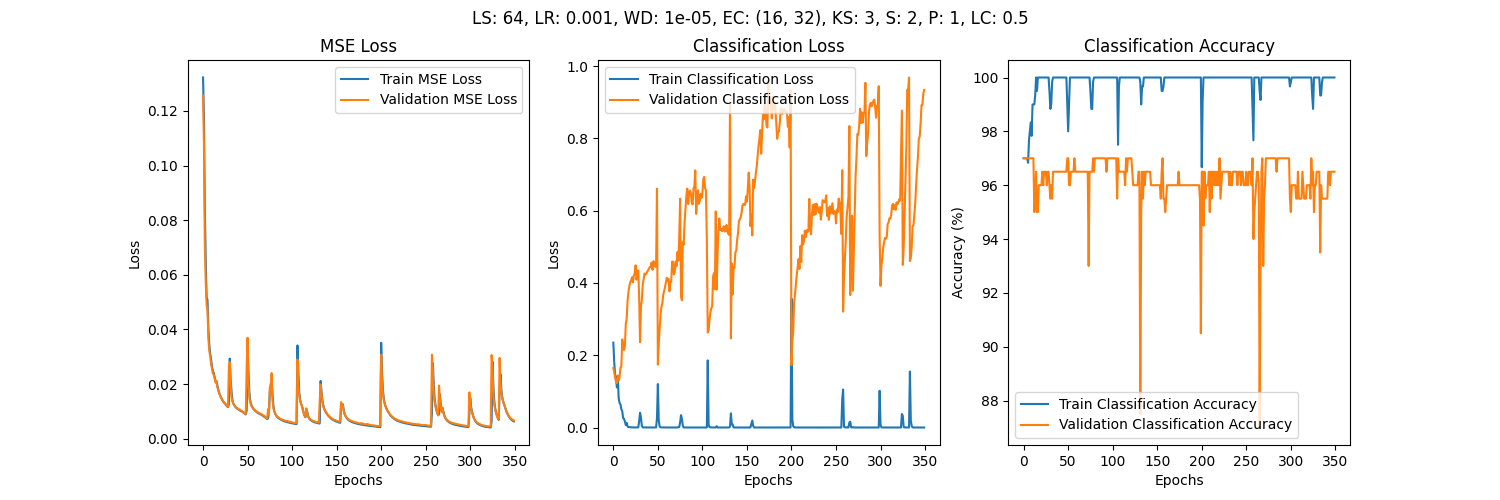 LS: 64, LR: 0.001, WD: 1e-05, EC: (16, 32), KS: 3, S: 2, P: 1, LC: 0.5
MSE Loss
Train MSE Loss
Validation MSE Loss
0.12
0.10
0.08
0.06
0.04
0.02
0.00
Loss
0 50 100 150 200 250 300 350
Epochs
Classification Loss
Train Classification Loss
Validation Classification Loss
1.0
0.8
0.6
0.4
0.2
0.0
Loss
0 50 100 150 200 250 300 350
Epochs
Classification Accuracy
100
98
96
94
92
90
88
Accuracy (%)
Train Classification Accuracy
Validation Classification Accuracy
0 50 100 150 200 250 300 350
Epochs